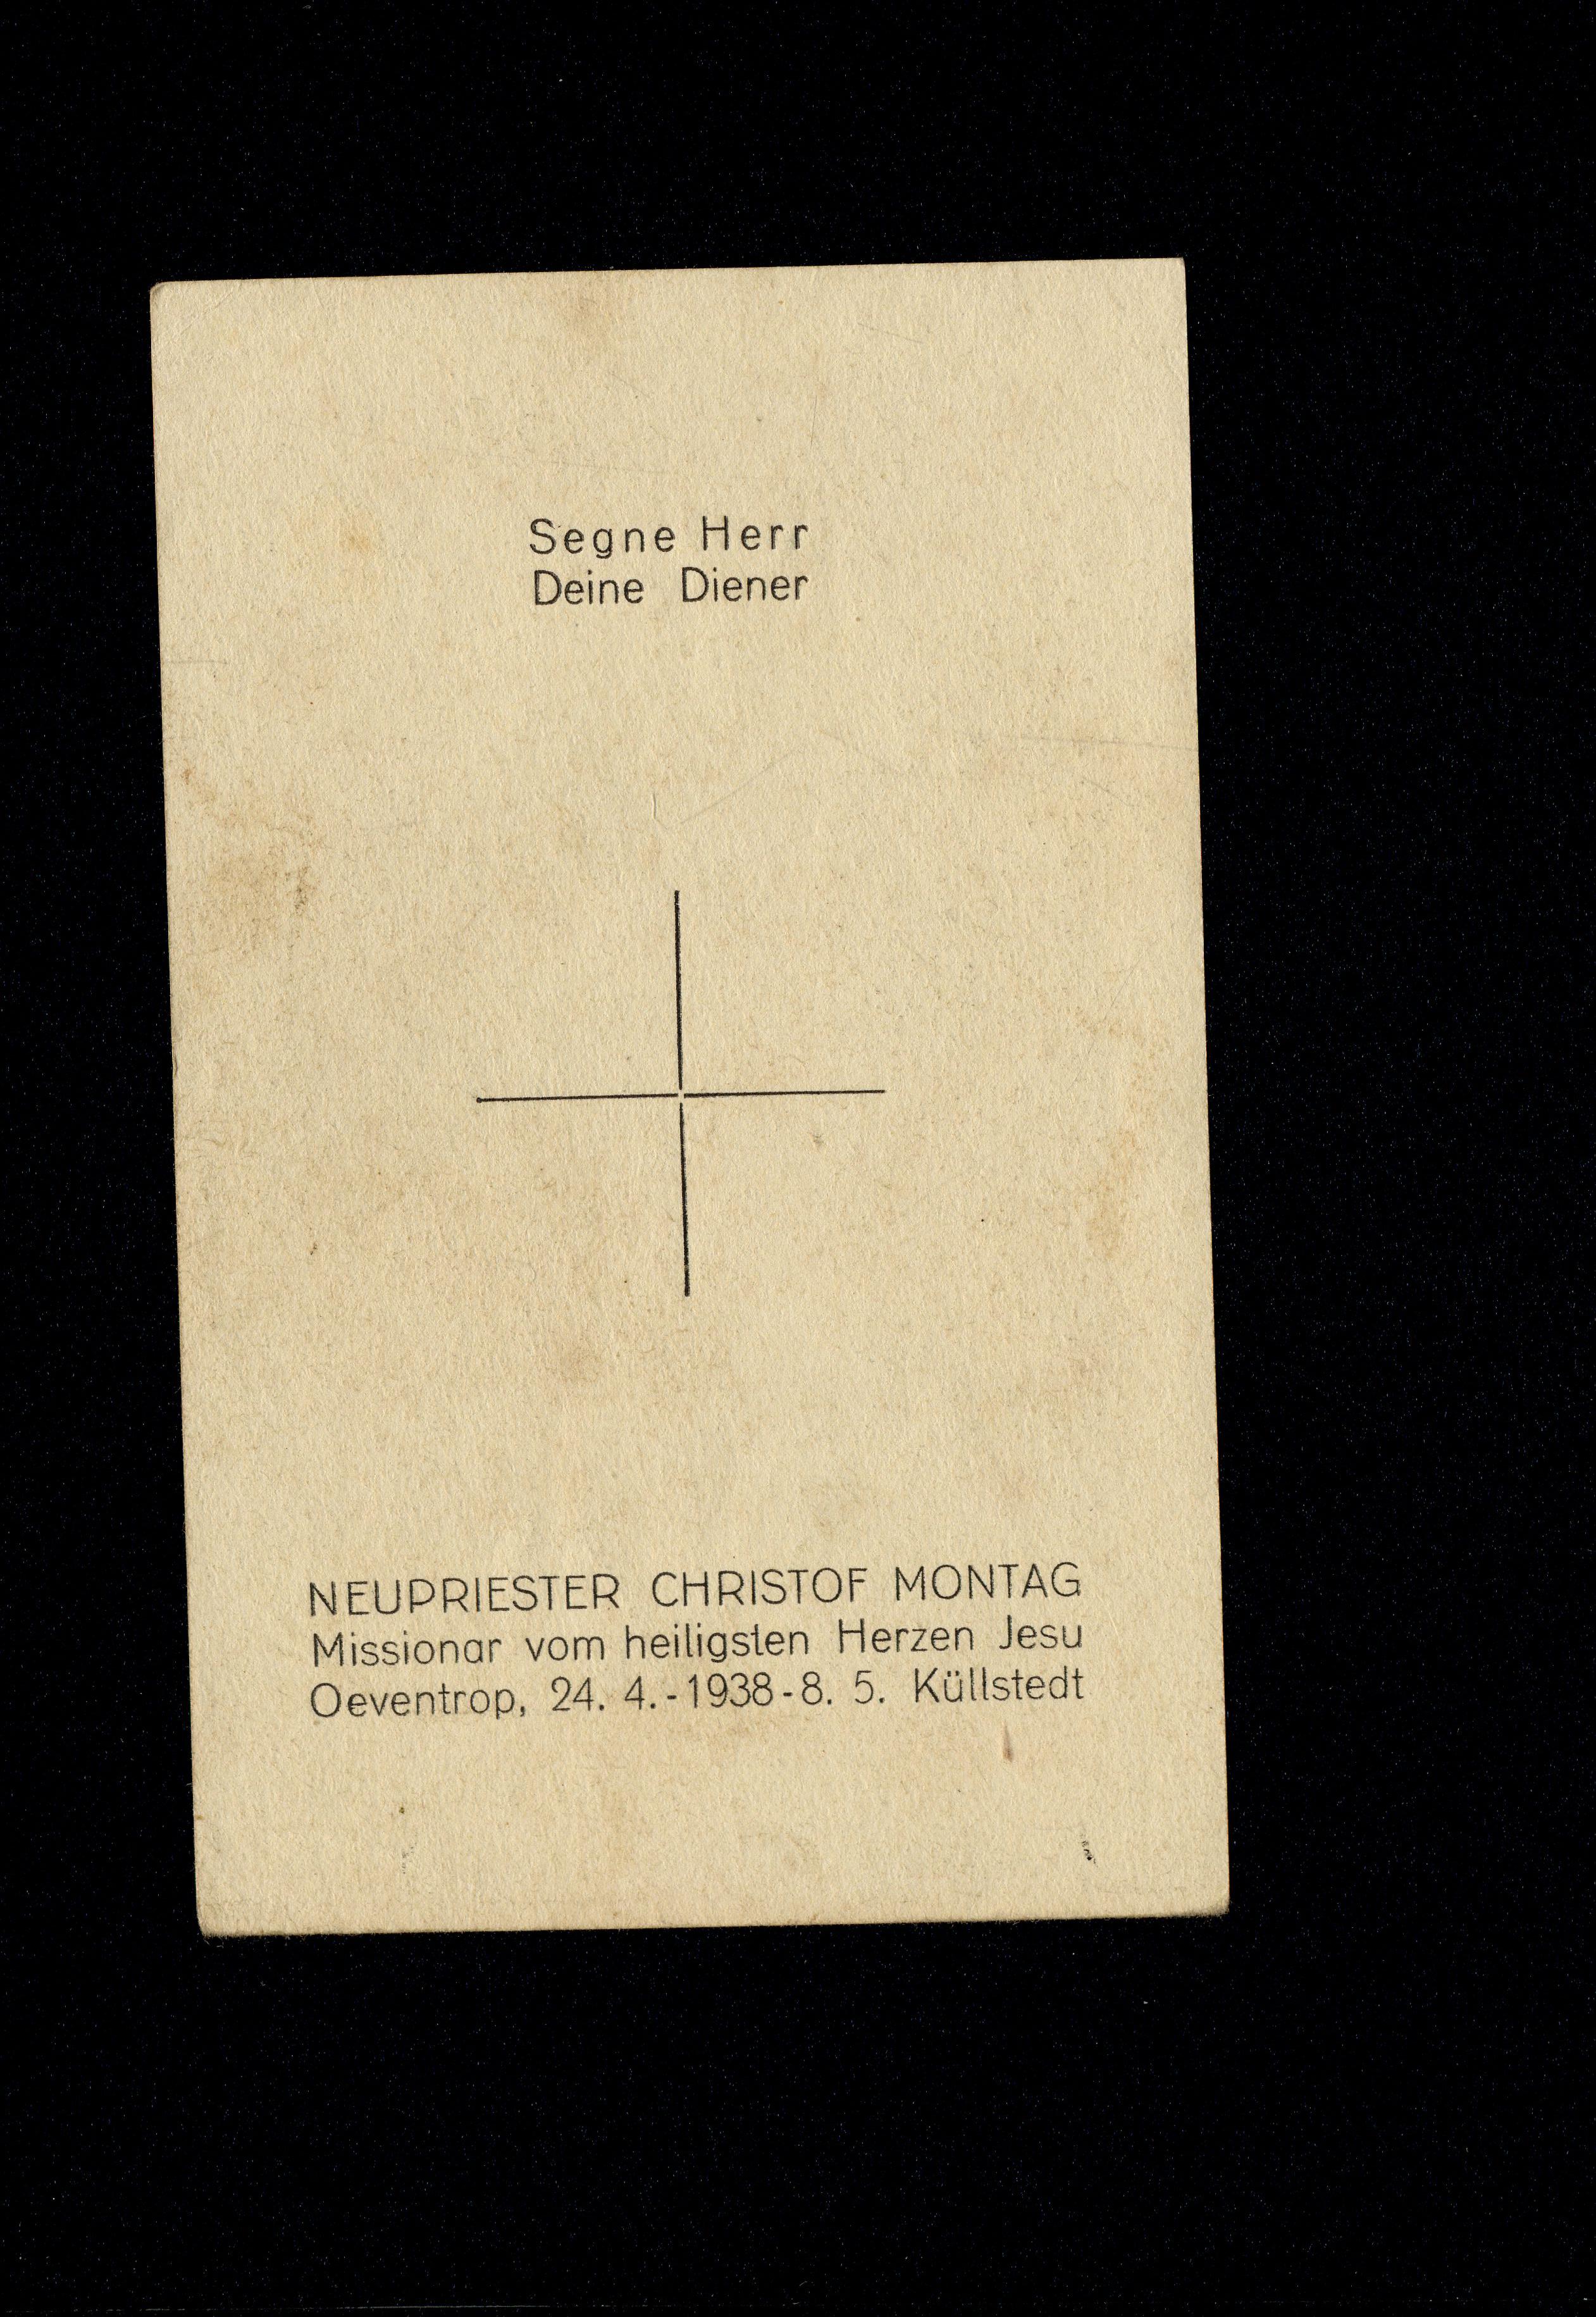 Segne Herr
Deine Diener
NEUPRIESTER CHRISTOF MONTAG
Missionar vom heiligsten Herzen Jesu
Oeventrop, 24. 4.-1938-8. 5. Küllstedt